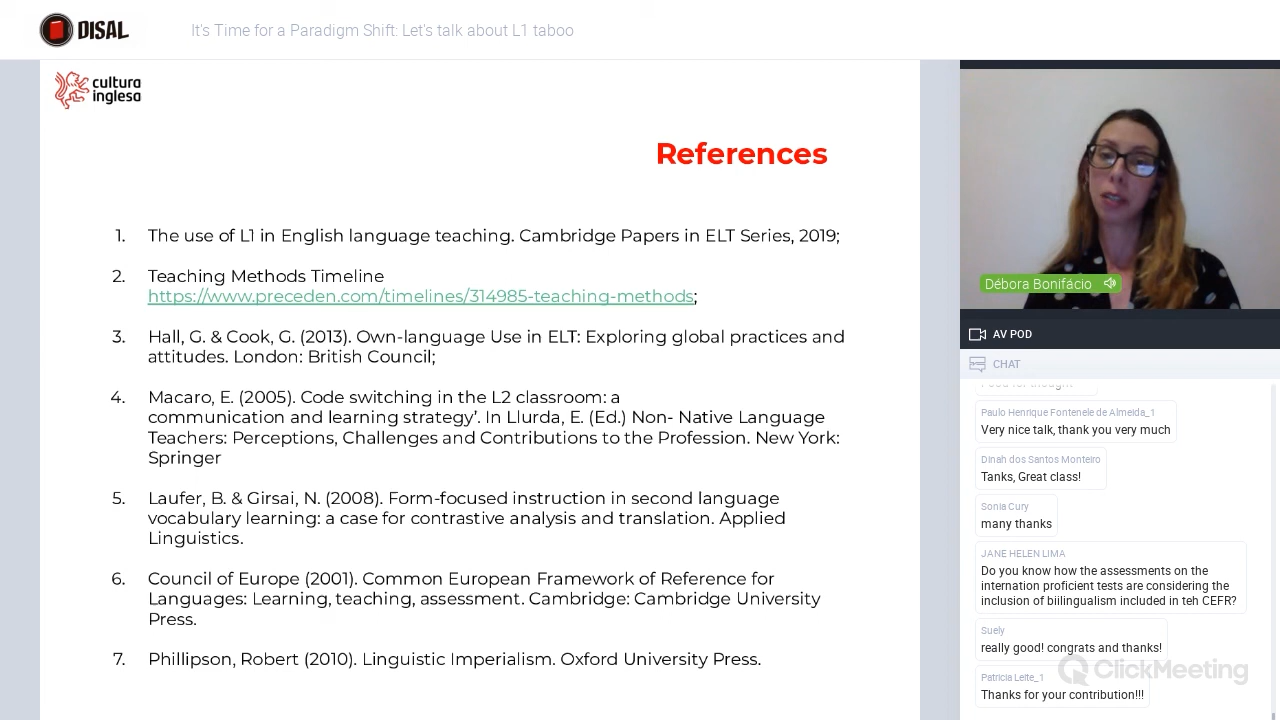 DISAL
It's Time for a Paradigm Shift: Let's talk about L1 taboo
cultura
inglesa
References
1. The use of L1 in English language teaching. Cambridge Papers in ELT Series, 2019;
2. Teaching Methods Timeline
https://www.preceden.com/timelines/314985-teaching-methods;
3. Hall, G. & Cook, G. (2013). Own-language Use in ELT: Exploring global practices and
attitudes. London: British Council;
4. Macaro, E. (2005). Code switching in the L2 classroom: a
communication and learning strategy’. In Llurda, E. (Ed.) Non- Native Language
Teachers: Perceptions, Challenges and Contributions to the Profession. New York:
Springer
5. Laufer, B. & Girsai, N. (2008). Form-focused instruction in second language
vocabulary learning: a case for contrastive analysis and translation. Applied
Linguistics.
6. Council of Europe (2001). Common European Framework of Reference for
Languages: Learning, teaching, assessment. Cambridge: Cambridge University
Press.
7. Phillipson, Robert (2010). Linguistic Imperialism. Oxford University Press.
Débora Bonifácio
AV POD
CHAT
Food for thought
Paulo Henrique Fontenele de Almeida_1
Very nice talk, thank you very much
Dinah dos Santos Monteiro
Tanks, Great class!
Sonia Cury
many thanks
JANE HELEN LIMA
Do you know how the assessments on the
internation proficient tests are considering the
inclusion of biilingualism included in teh CEFR?
Suely
really good! congrats and thanks!
Patricia Leite_1
Thanks for your contribution!!!
ClickMeeting